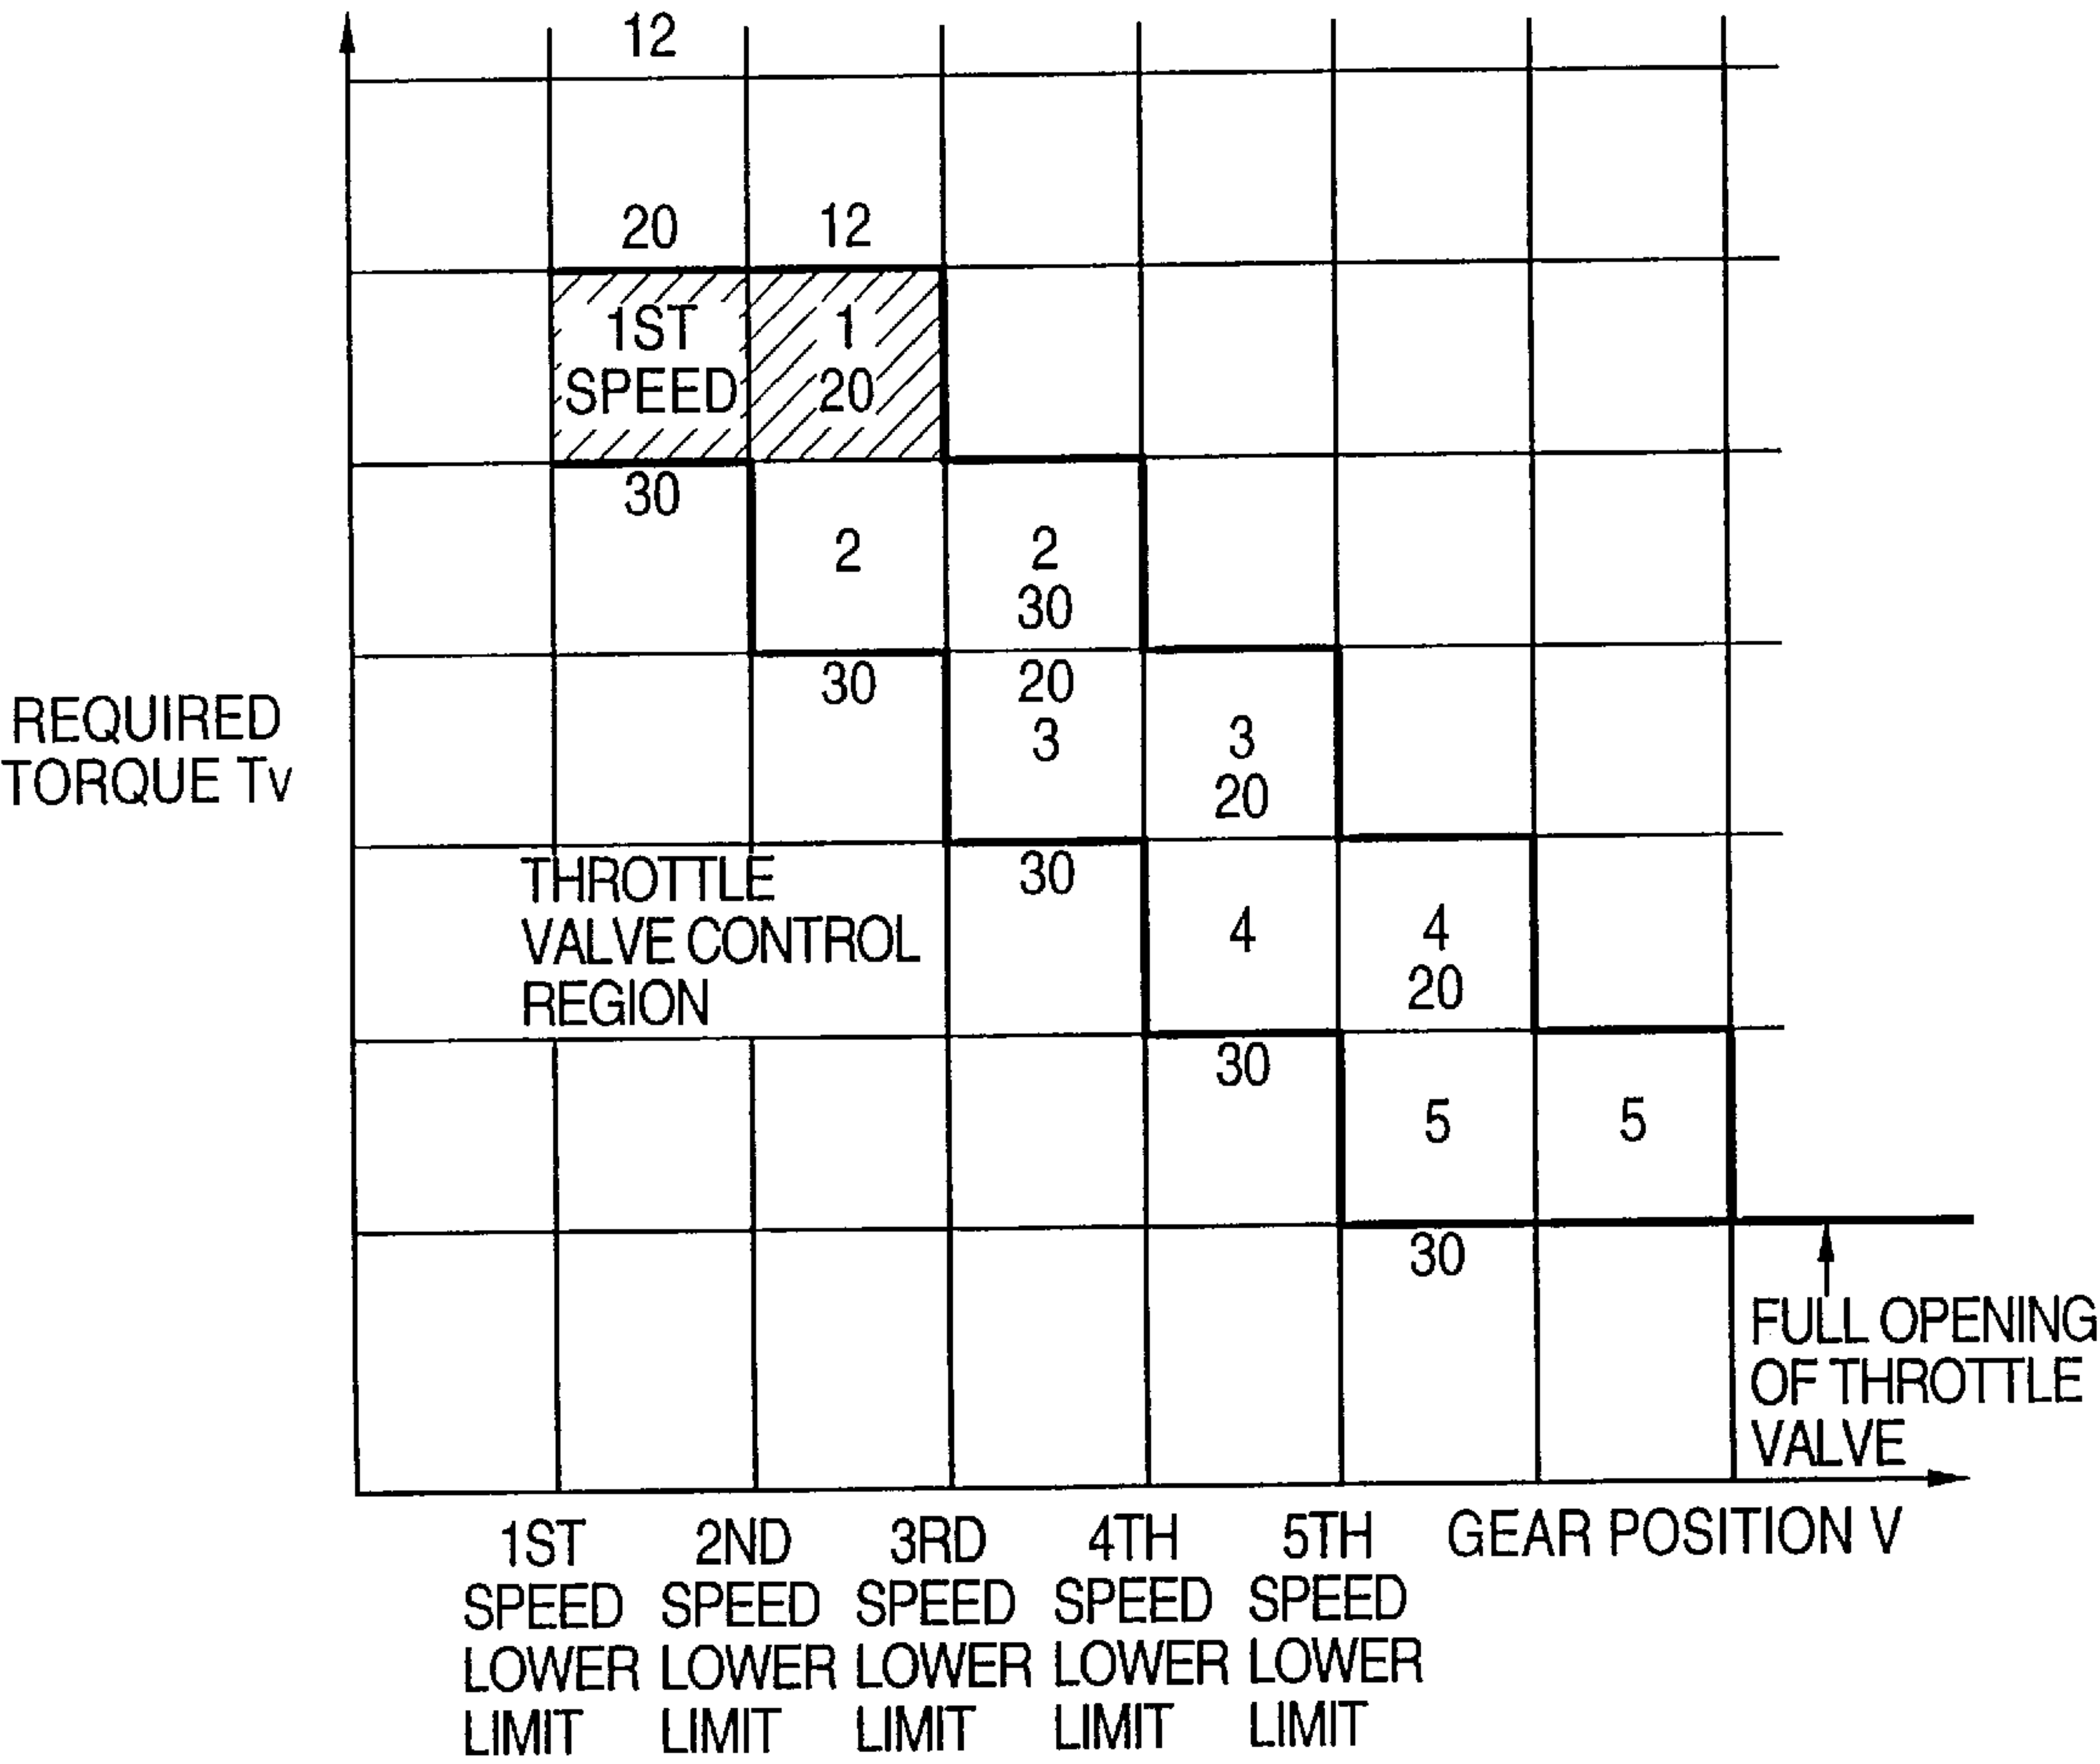 12
20 12
1ST
SPEED
1
20
30
2
2
30
30
20
3
3
20
REQUIRED
TORQUE Tv
THROTTLE
VALVE CONTROL
REGION
30
4
4
20
30
5
5
30
FULL OPENING
OF THROTTLE
VALVE
1ST
SPEED
LOWER
LIMIT
2ND
SPEED
LOWER
LIMIT
3RD
SPEED
LOWER
LIMIT
4TH
SPEED
LOWER
LIMIT
5TH
SPEED
LOWER
LIMIT
GEAR POSITION V